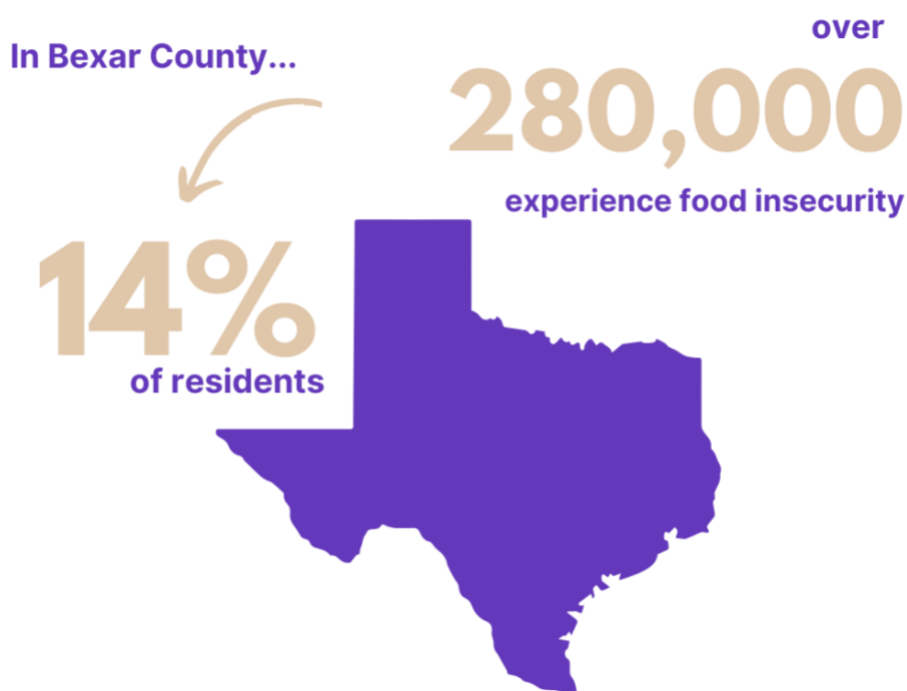 In Bexar County...
14%
of residents
over
280,000
experience food insecurity